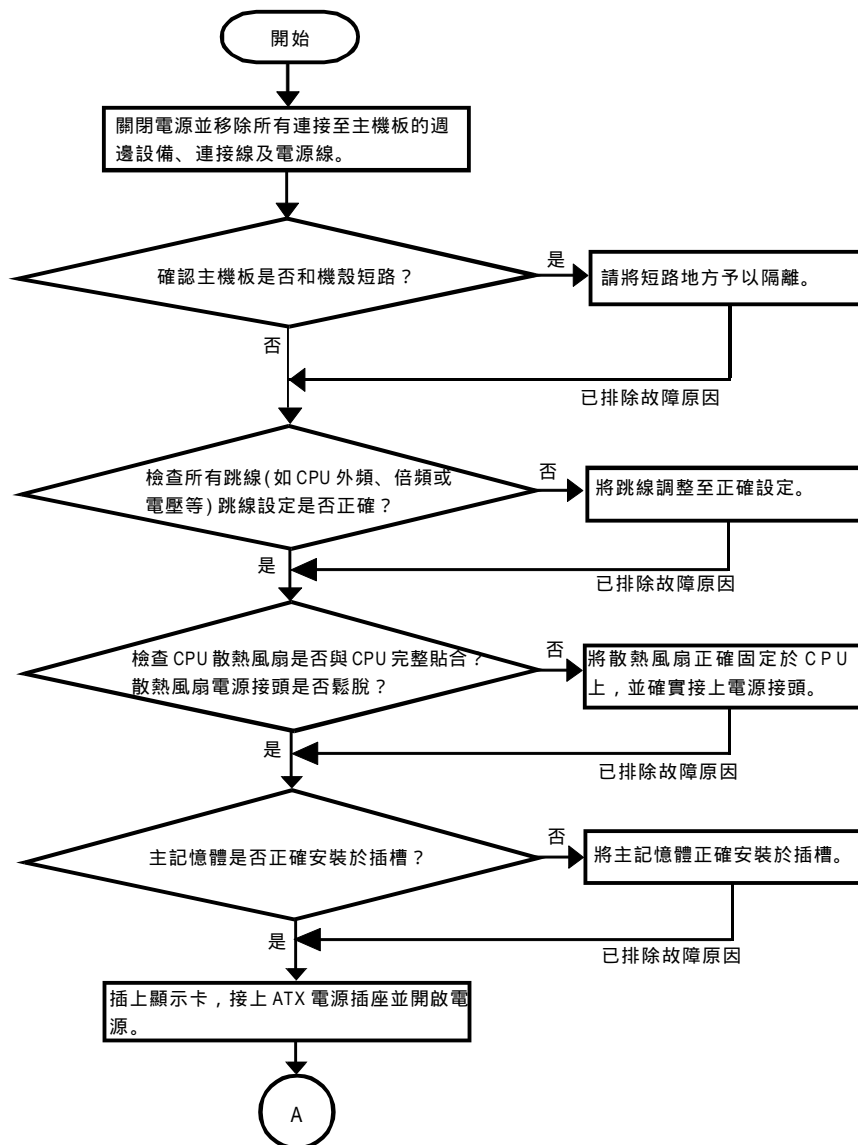 開始
關閉電源並移除所有連接至主機板的週
邊設備、連接線及電源線。
確認主機板是否和機殼短路？
是
請將短路地方予以隔離。
否
已排除故障原因
檢查所有跳線(如 CPU 外頻、倍頻或
電壓等) 跳線設定是否正確？
否
將跳線調整至正確設定。
是
已排除故障原因
檢查 CPU 散熱風扇是否與 CPU 完整貼合？
散熱風扇電源接頭是否鬆脫？
否
將散熱風扇正確固定於 CPU
上，並確實接上電源接頭。
是
已排除故障原因
主記憶體是否正確安裝於插槽？
否
將主記憶體正確安裝於插槽。
是
已排除故障原因
插上顯示卡，接上 ATX 電源插座並開啟電
源。
A